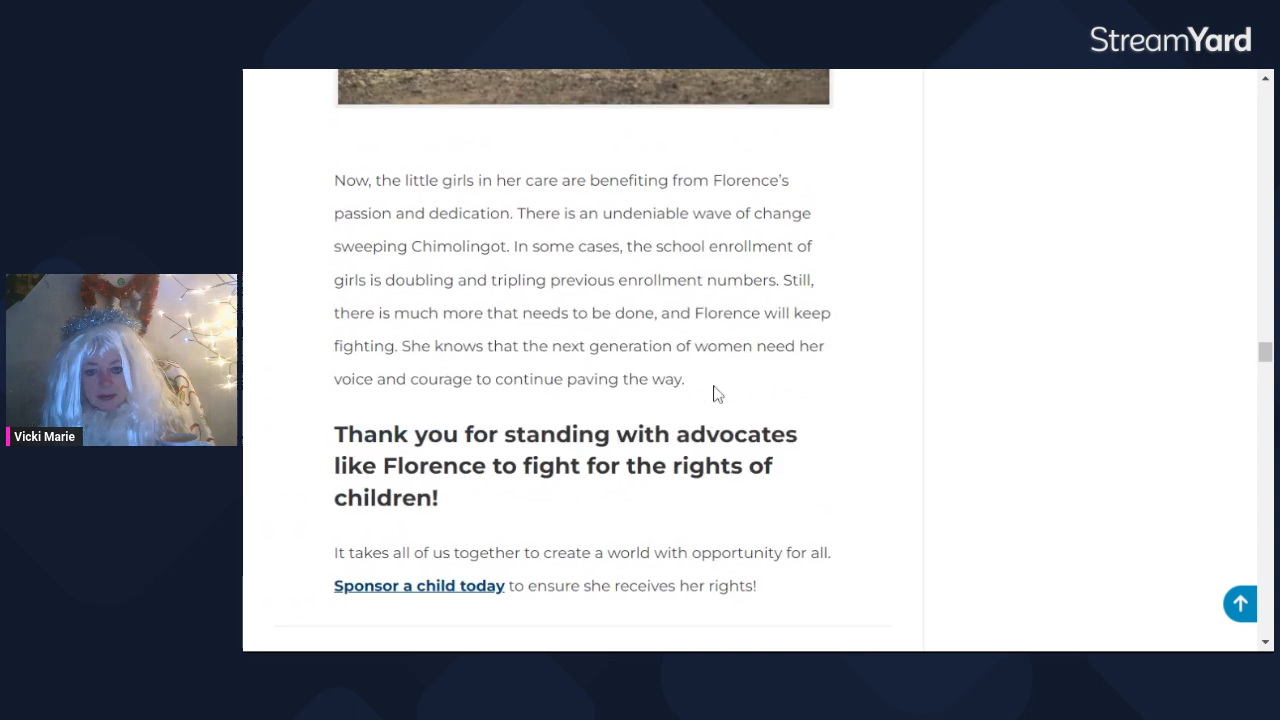 StreamYard
Now, the little girls in her care are benefiting from Florence’s
passion and dedication. There is an undeniable wave of change
sweeping Chimolingot. In some cases, the school enrollment of
girls is doubling and tripling previous enrollment numbers. Still,
there is much more that needs to be done, and Florence will keep
fighting. She knows that the next generation of women need her
voice and courage to continue paving the way.
Thank you for standing with advocates
like Florence to fight for the rights of
children!
It takes all of us together to create a world with opportunity for all.
Sponsor a child today to ensure she receives her rights!
Vicki Marie